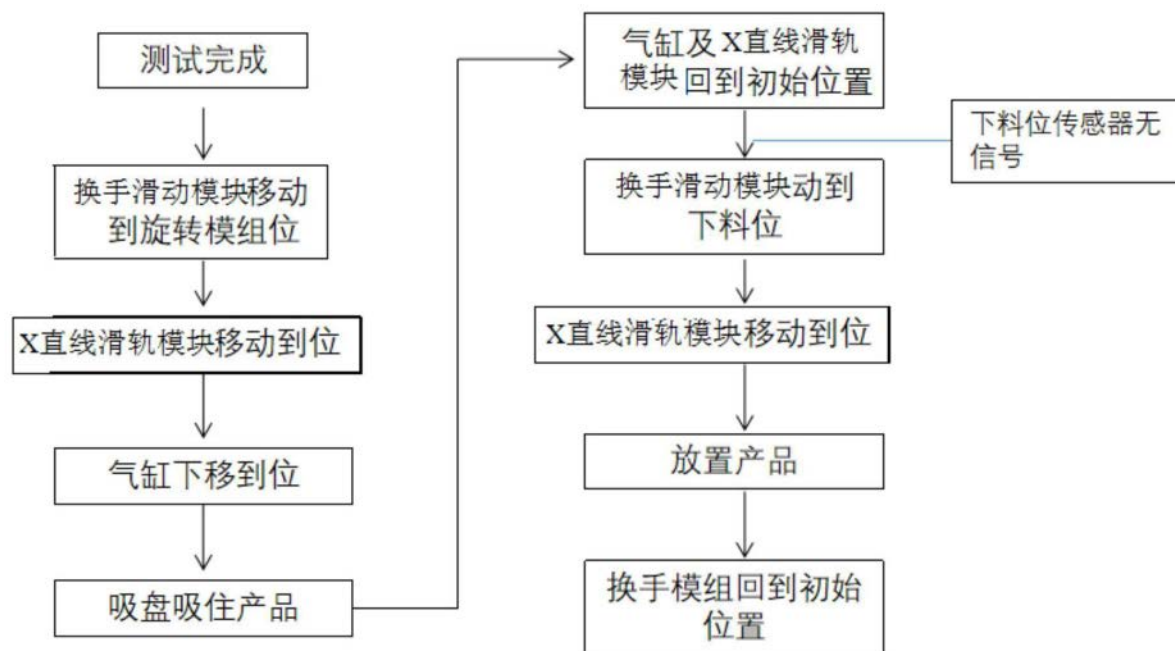 测试完成
换手滑动模块移动
到旋转模组位
X直线滑轨模块移动到位
气缸下移到位
吸盘吸住产品
气缸及X直线滑轨
模块回到初始位置
下料位传感器无
信号
换手滑动模块动到
下料位
X直线滑轨模块移动到位
放置产品
换手模组回到初始
位置